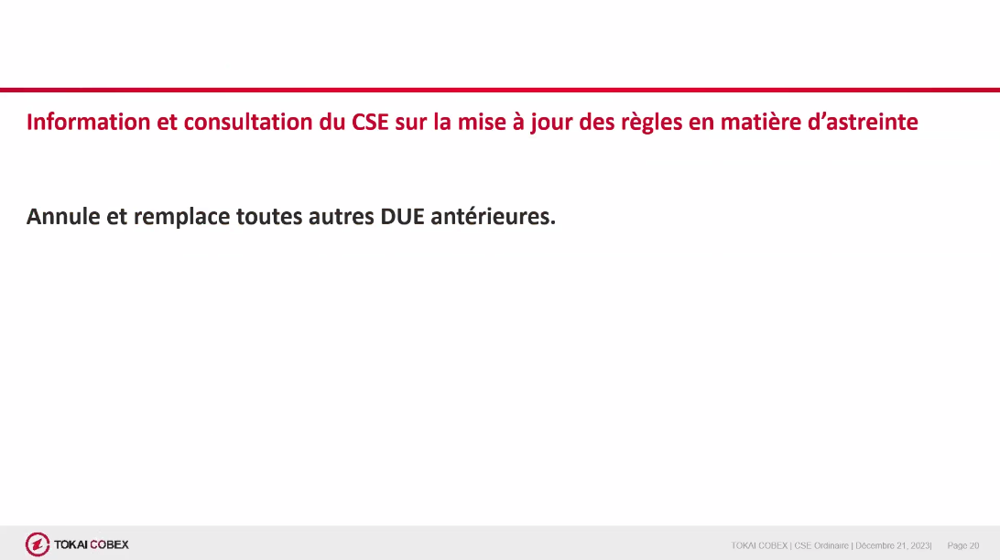 Information et consultation du CSE sur la mise à jour des règles en matière d’astreinte
Annule et remplace toutes autres DUE antérieures.
TOKAI COBEX
TOKAI COBEX | CSE Ordinaire | Décembre 21, 2023| Page 20